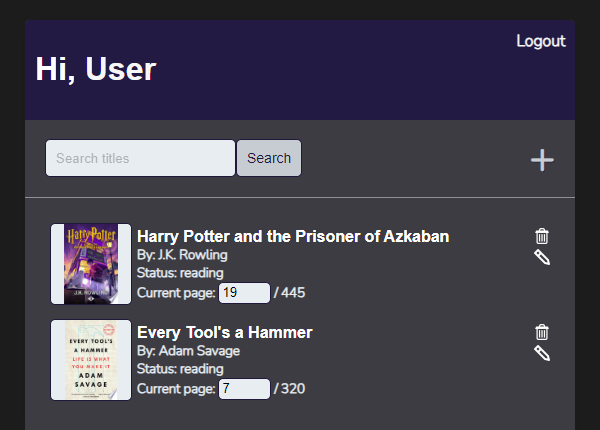 Logout
Hi, User
Search titles
Search
Harry Potter and the Prisoner of Azkaban
By: J.K. Rowling
Status: reading
Current page: 19 / 445
Harry Potter
J.K. ROWLING
Every Tool's a Hammer
By: Adam Savage
Status: reading
Current page: 7 / 320
EVERY TOOL'S
A HAMMER
LIFE IS WHAT
YOU MAKE IT
ADAM
SAVAGE